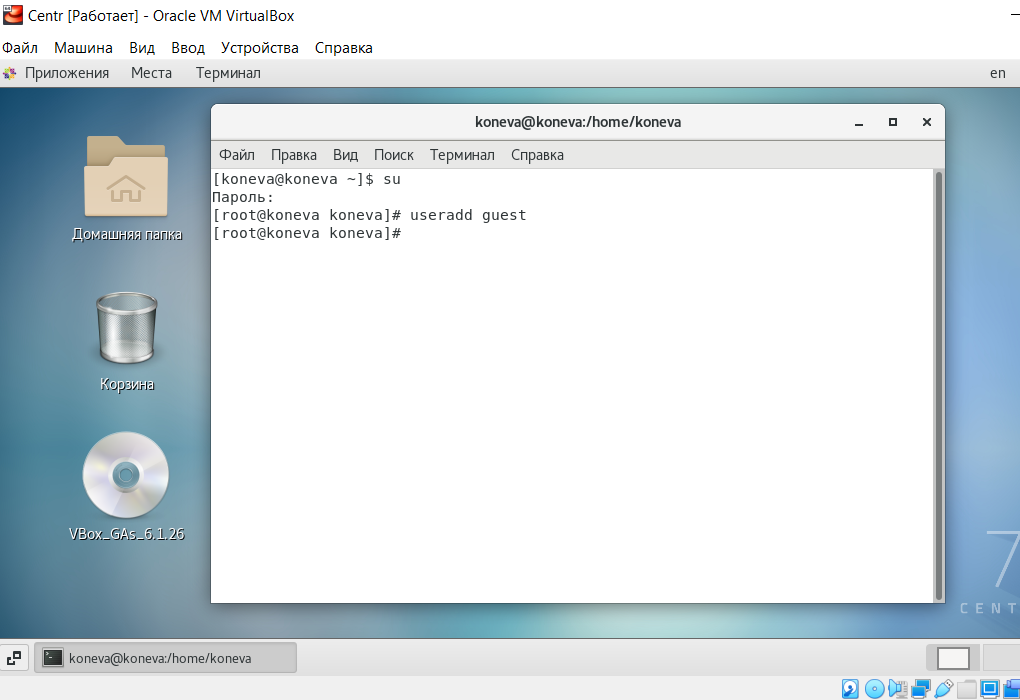 Centr [Работает] - Oracle VM VirtualBox
Файл Машина Вид Ввод Устройства Справка
Приложения Места Терминал en
koneva@koneva:/home/koneva
Файл Правка Вид Поиск Терминал Справка
[koneva@koneva ~]$ su
Пароль:
[root@koneva koneva]# useradd guest
[root@koneva koneva]#
Домашняя папка
Корзина
VBox_GAs_6.1.26
7
CENT
koneva@koneva:/home/koneva